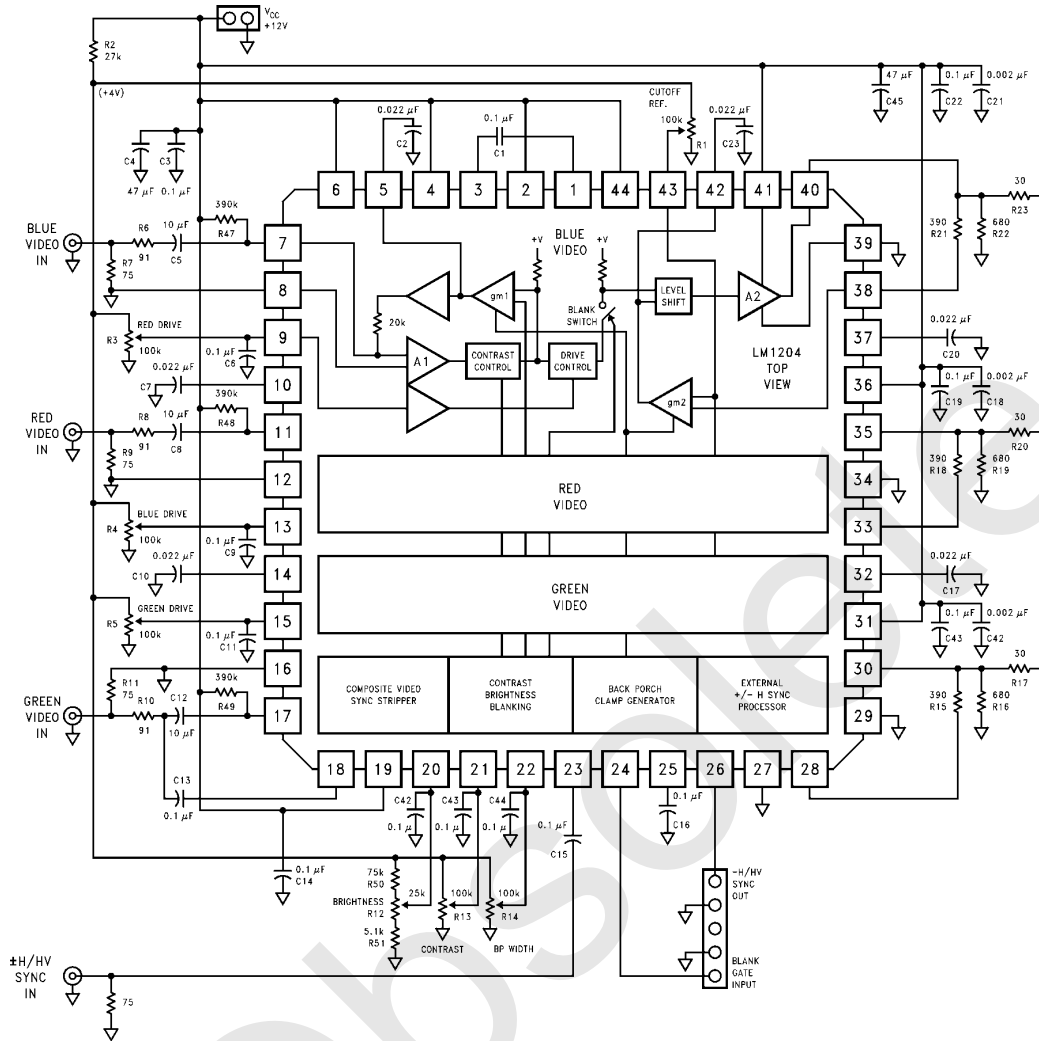 VCC
+12V
R2
27k
(+4V)
47 µF
C45
0.1 µF
C22
0.002 µF
C21
CUTOFF
REF.
100k
R1
0.022 µF
C2
0.1 µF
C1
0.022 µF
C23
C4
47 µF
C3
0.1 µF
6
5
4
3
2
1
44
43
42
41
40
30
R23
390
R21
680
R22
BLUE
VIDEO
IN
R6
91
10 µF
C5
390k
R47
R7
75
7
8
9
10
11
12
13
14
15
16
17
39
38
37
36
35
34
33
32
31
30
29
+V
BLUE
VIDEO
+V
gm1
LEVEL
SHIFT
A2
BLANK
SWITCH
20k
A1
CONTRAST
CONTROL
DRIVE
CONTROL
gm2
LM1204
TOP
VIEW
RED DRIVE
R3
100k
0.1 µF
C6
0.022 µF
C7
390k
R48
RED
VIDEO
IN
R8
91
10 µF
C8
R9
75
0.022 µF
C20
0.1 µF
C19
0.002 µF
C18
30
R20
390
R18
680
R19
RED
VIDEO
BLUE DRIVE
R4
100k
0.1 µF
C9
0.022 µF
C10
GREEN DRIVE
R5
100k
0.1 µF
C11
GREEN
VIDEO
0.022 µF
C17
0.1 µF
C43
0.002 µF
C42
30
R17
390
R15
680
R16
GREEN
VIDEO
IN
R11
75
R10
91
C12
10 µF
390k
R49
COMPOSITE VIDEO
SYNC STRIPPER
CONTRAST
BRIGHTNESS
BLANKING
BACK PORCH
CLAMP GENERATOR
EXTERNAL
+/- H SYNC
PROCESSOR
18
19
20
21
22
23
24
25
26
27
28
C13
0.1 µF
C42
0.1 µ
C43
0.1 µ
C44
0.1 µ
0.1 µF
C15
0.1 µF
C16
0.1 µF
C14
75k
R50
BRIGHTNESS
R12
25k
5.1k
R51
100k
R13
CONTRAST
100k
R14
BP WIDTH
-H/HV
SYNC
OUT
BLANK
GATE
INPUT
±H/HV
SYNC
IN
75
obsolete